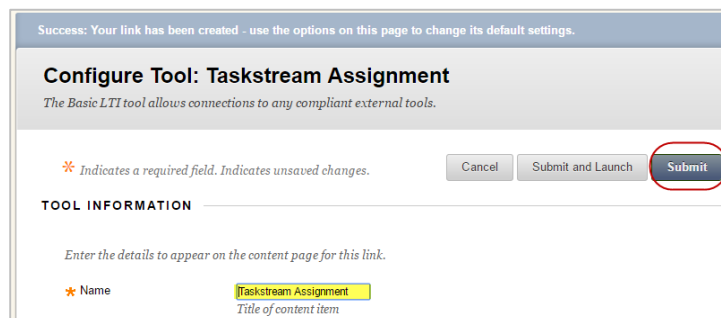 Success: Your link has been created - use the options on this page to change its default settings.
Configure Tool: Taskstream Assignment
The Basic LTI tool allows connections to any compliant external tools.
* Indicates a required field. Indicates unsaved changes.
Cancel Submit and Launch Submit
TOOL INFORMATION
Enter the details to appear on the content page for this link.
* Name Taskstream Assignment
Title of content item